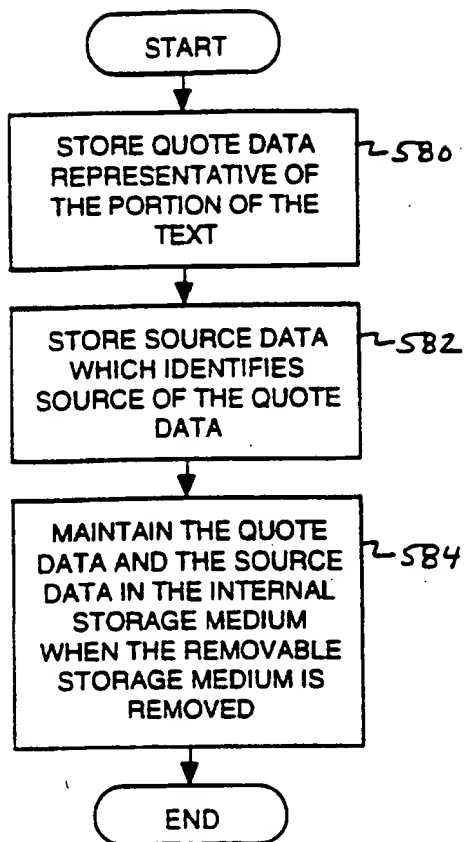 START
STORE QUOTE DATA
REPRESENTATIVE OF
THE PORTION OF THE
TEXT
580
STORE SOURCE DATA
WHICH IDENTIFIES
SOURCE OF THE QUOTE
DATA
582
MAINTAIN THE QUOTE
DATA AND THE SOURCE
DATA IN THE INTERNAL
STORAGE MEDIUM
WHEN THE REMOVABLE
STORAGE MEDIUM IS
REMOVED
584
END